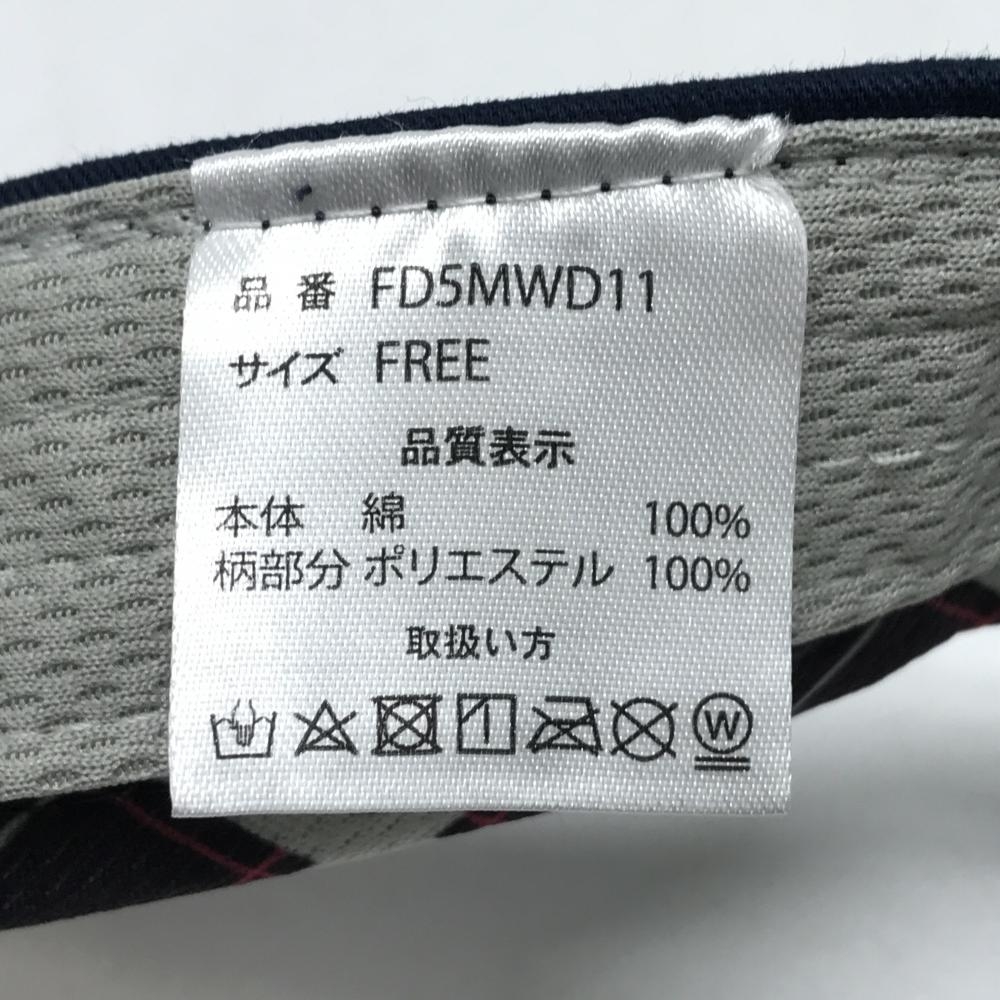 品番 FD5MWD11
サイズ FREE
品質表示
本体 綿 100%
柄部分 ポリエステル 100%
取扱い方
W